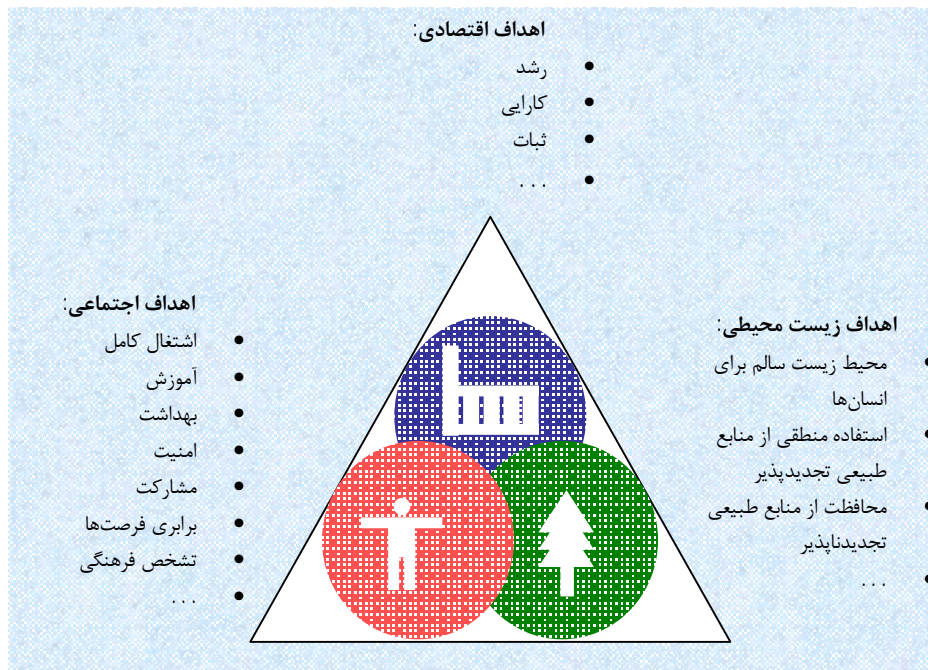 اهداف اقتصادی:
• رشد
• کارایی
• ثبات
• . . .
اهداف زیست محیطی:
• محیط زیست سالم برای
انسان‌ها
• استفاده منطقی از منابع
طبیعی تجدیدپذیر
• محافظت از منابع طبیعی
تجدیدناپذیر
• . . .
اهداف اجتماعی:
• اشتغال کامل
• آموزش
• بهداشت
• امنیت
• مشارکت
• برابری فرصت‌ها
• تشخص فرهنگی
• . . .